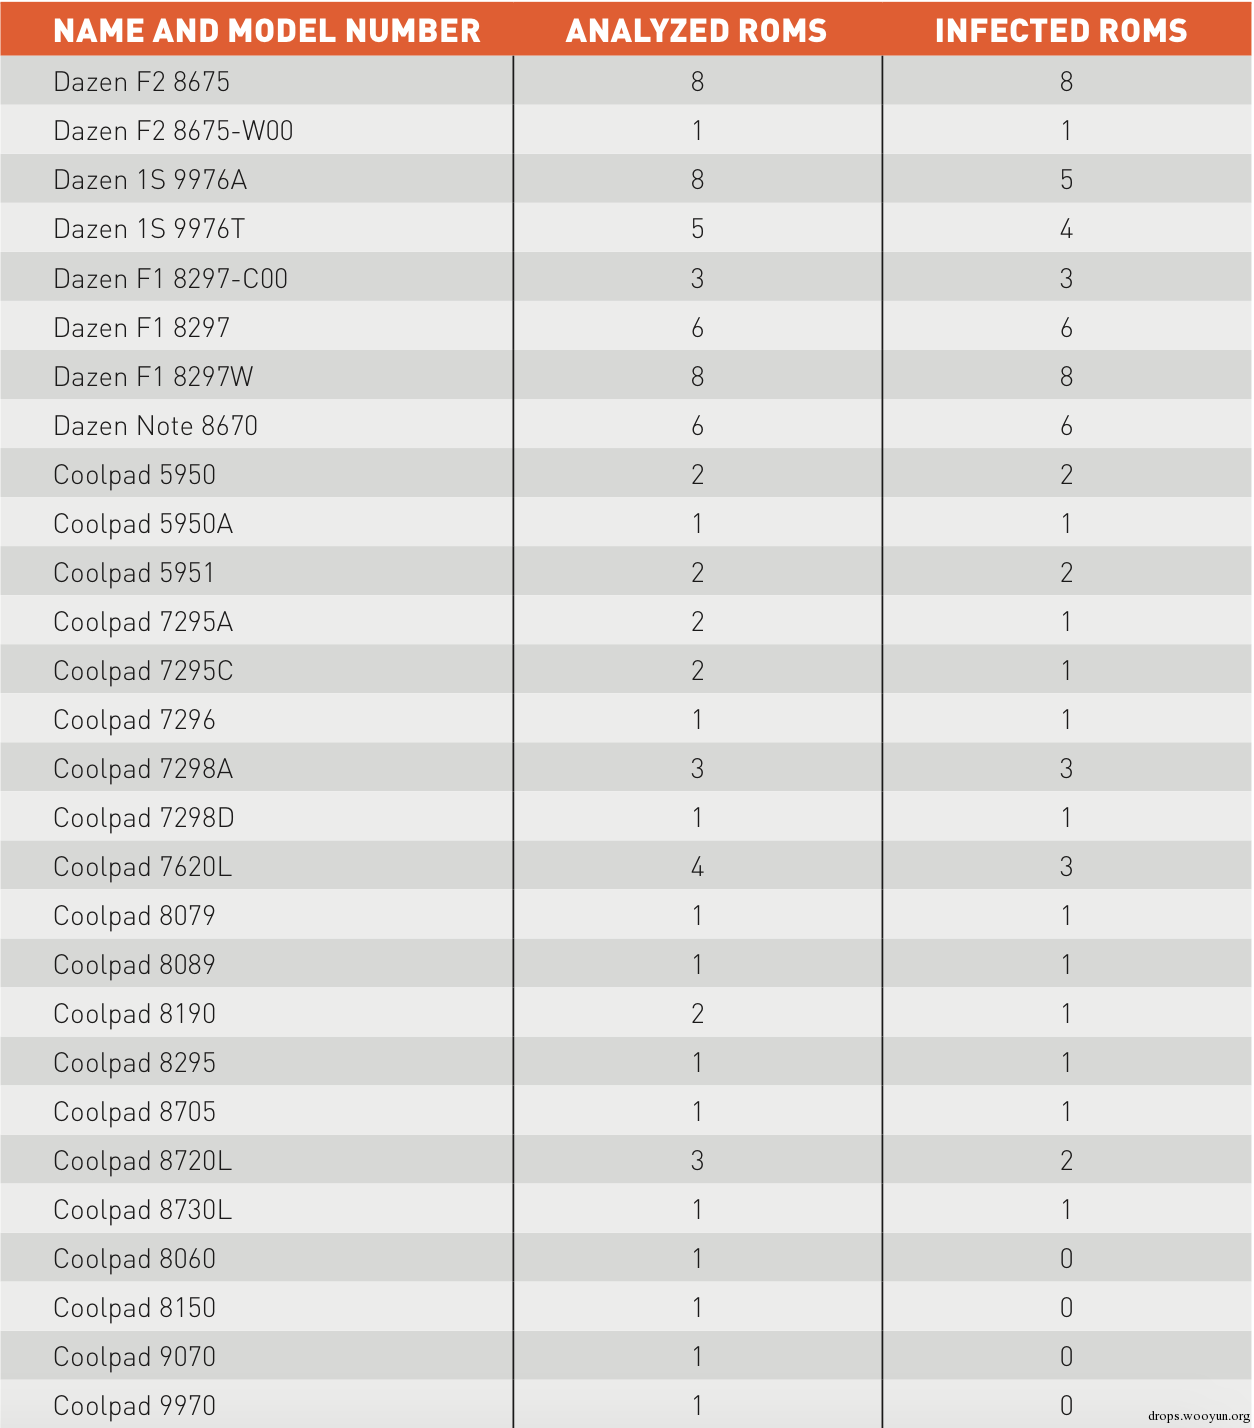 NAME AND MODEL NUMBER ANALYZED ROMS INFECTED ROMS
Dazen F2 8675 8 8
Dazen F2 8675-W00 1 1
Dazen 1S 9976A 8 5
Dazen 1S 9976T 5 4
Dazen F1 8297-C00 3 3
Dazen F1 8297 6 6
Dazen F1 8297W 8 8
Dazen Note 8670 6 6
Coolpad 5950 2 2
Coolpad 5950A 1 1
Coolpad 5951 2 2
Coolpad 7295A 2 1
Coolpad 7295C 2 1
Coolpad 7296 1 1
Coolpad 7298A 3 3
Coolpad 7298D 1 1
Coolpad 7620L 4 3
Coolpad 8079 1 1
Coolpad 8089 1 1
Coolpad 8190 2 1
Coolpad 8295 1 1
Coolpad 8705 1 1
Coolpad 8720L 3 2
Coolpad 8730L 1 1
Coolpad 8060 1 0
Coolpad 8150 1 0
Coolpad 9070 1 0
Coolpad 9970 1 0
drops.wooyun.org